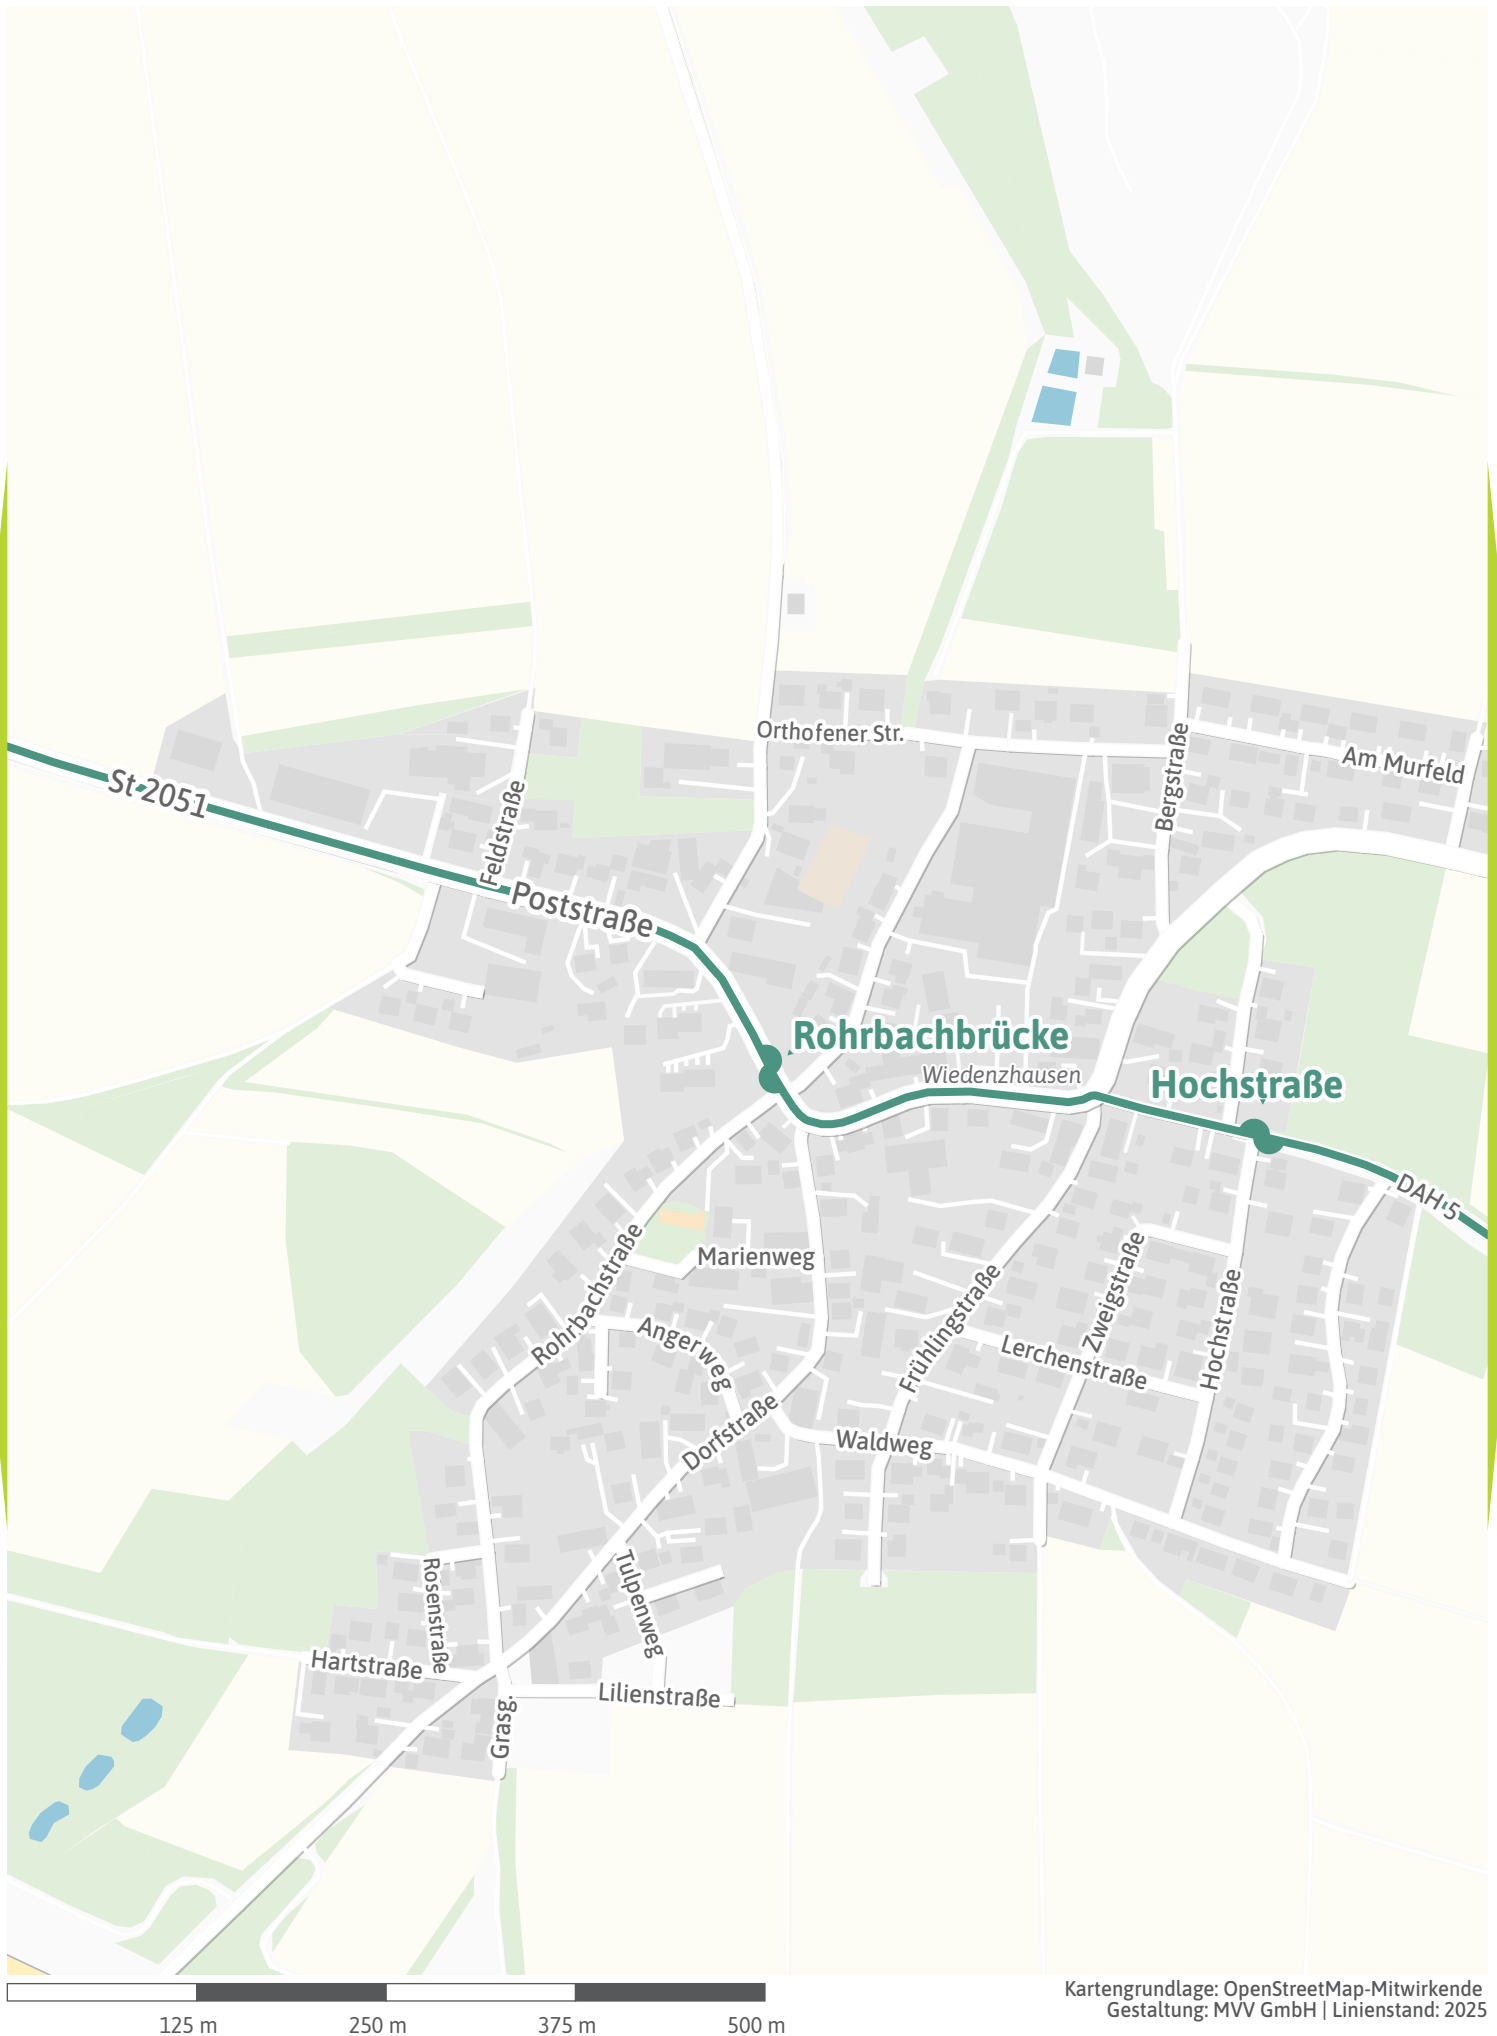 Orthofener Str.
Bergstraße
Am Murfeld
St 2051
Feldstraße
Poststraße
Rohrbachbrücke
Wiedenzhausen
Hochstraße
DAH 5
Marienweg
Rohrbachstraße
Angerweg
Frühlingstraße
Zweigstraße
Hochstraße
Lerchenstraße
Dorfstraße
Waldweg
Rosenstraße
Tulpenweg
Hartstraße
Lilienstraße
Grasg.
Kartengrundlage: OpenStreetMap-Mitwirkende
Gestaltung: MVV GmbH | Linienstand: 2025
125 m 250 m 375 m 500 m